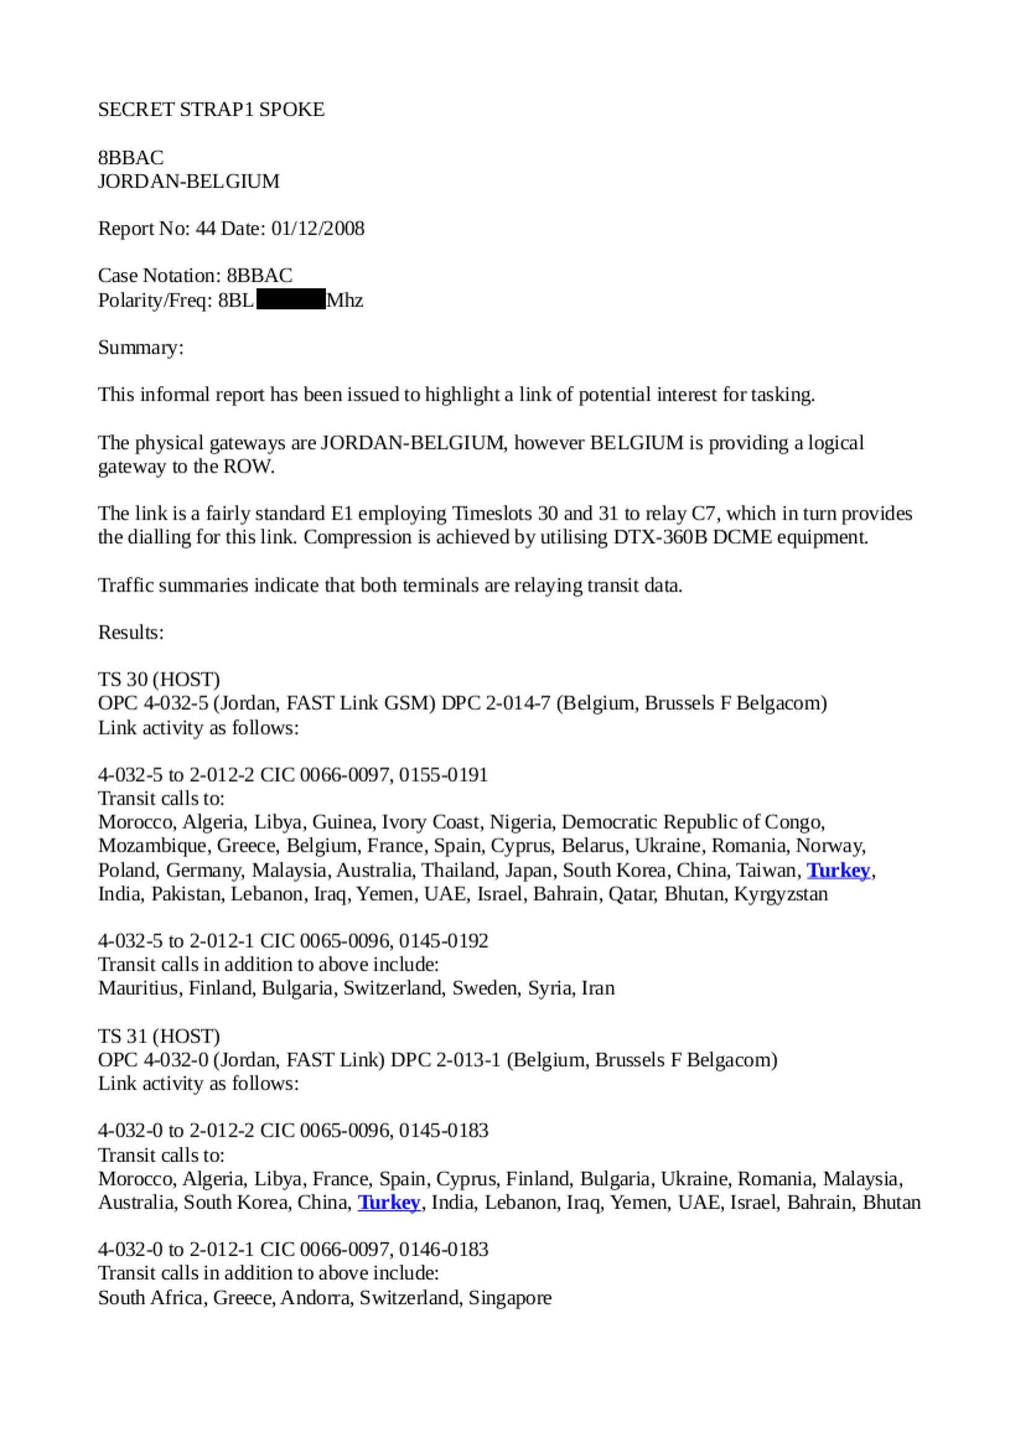 SECRET STRAP1 SPOKE
8BBAC
JORDAN-BELGIUM
Report No: 44 Date: 01/12/2008
Case Notation: 8BBAC
Polarity/Freq: 8BL Mhz
Summary:
This informal report has been issued to highlight a link of potential interest for tasking.
The physical gateways are JORDAN-BELGIUM, however BELGIUM is providing a logical
gateway to the ROW.
The link is a fairly standard E1 employing Timeslots 30 and 31 to relay C7, which in turn provides
the dialling for this link. Compression is achieved by utilising DTX-360B DCME equipment.
Traffic summaries indicate that both terminals are relaying transit data.
Results:
TS 30 (HOST)
OPC 4-032-5 (Jordan, FAST Link GSM) DPC 2-014-7 (Belgium, Brussels F Belgacom)
Link activity as follows:
4-032-5 to 2-012-2 CIC 0066-0097, 0155-0191
Transit calls to:
Morocco, Algeria, Libya, Guinea, Ivory Coast, Nigeria, Democratic Republic of Congo,
Mozambique, Greece, Belgium, France, Spain, Cyprus, Belarus, Ukraine, Romania, Norway,
Poland, Germany, Malaysia, Australia, Thailand, Japan, South Korea, China, Taiwan, Turkey,
India, Pakistan, Lebanon, Iraq, Yemen, UAE, Israel, Bahrain, Qatar, Bhutan, Kyrgyzstan
4-032-5 to 2-012-1 CIC 0065-0096, 0145-0192
Transit calls in addition to above include:
Mauritius, Finland, Bulgaria, Switzerland, Sweden, Syria, Iran
TS 31 (HOST)
OPC 4-032-0 (Jordan, FAST Link) DPC 2-013-1 (Belgium, Brussels F Belgacom)
Link activity as follows:
4-032-0 to 2-012-2 CIC 0065-0096, 0145-0183
Transit calls to:
Morocco, Algeria, Libya, France, Spain, Cyprus, Finland, Bulgaria, Ukraine, Romania, Malaysia,
Australia, South Korea, China, Turkey, India, Lebanon, Iraq, Yemen, UAE, Israel, Bahrain, Bhutan
4-032-0 to 2-012-1 CIC 0066-0097, 0146-0183
Transit calls in addition to above include:
South Africa, Greece, Andorra, Switzerland, Singapore